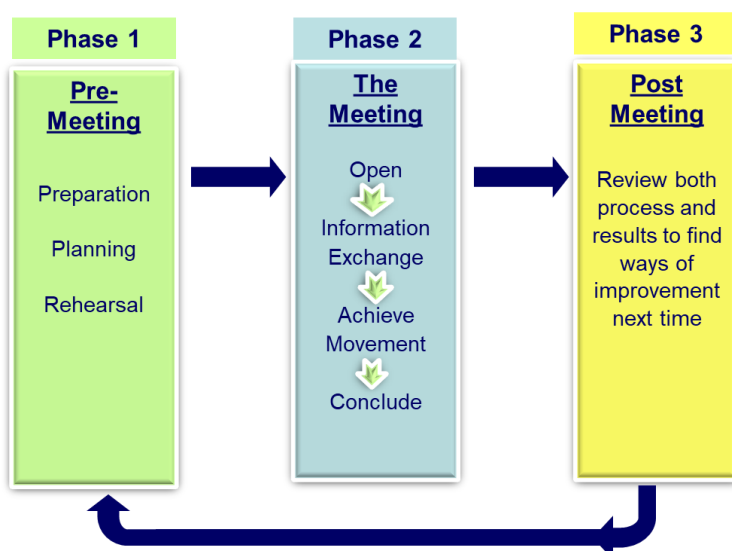 Phase 1
Pre-
Meeting
Preparation
Planning
Rehearsal
Phase 2
The
Meeting
Open
Information
Exchange
Achieve
Movement
Conclude
Phase 3
Post
Meeting
Review both
process and
results to find
ways of
improvement
next time